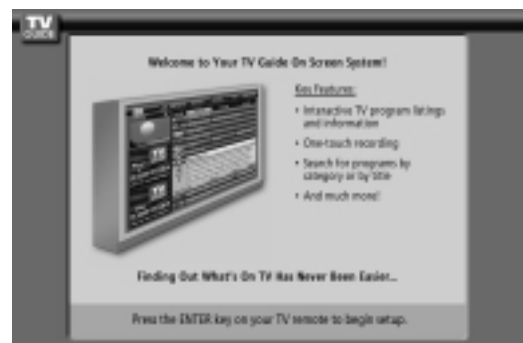 TV
GUIDE
Welcome to Your TV Guide On Screen System!
Key Features:
• Interactive TV program listings
and information
• One-touch recording
• Search for programs by
category or by title
• And much more!
TV
TV
Finding Out What's On TV Has Never Been Easier...
Press the ENTER key on your TV remote to begin setup.